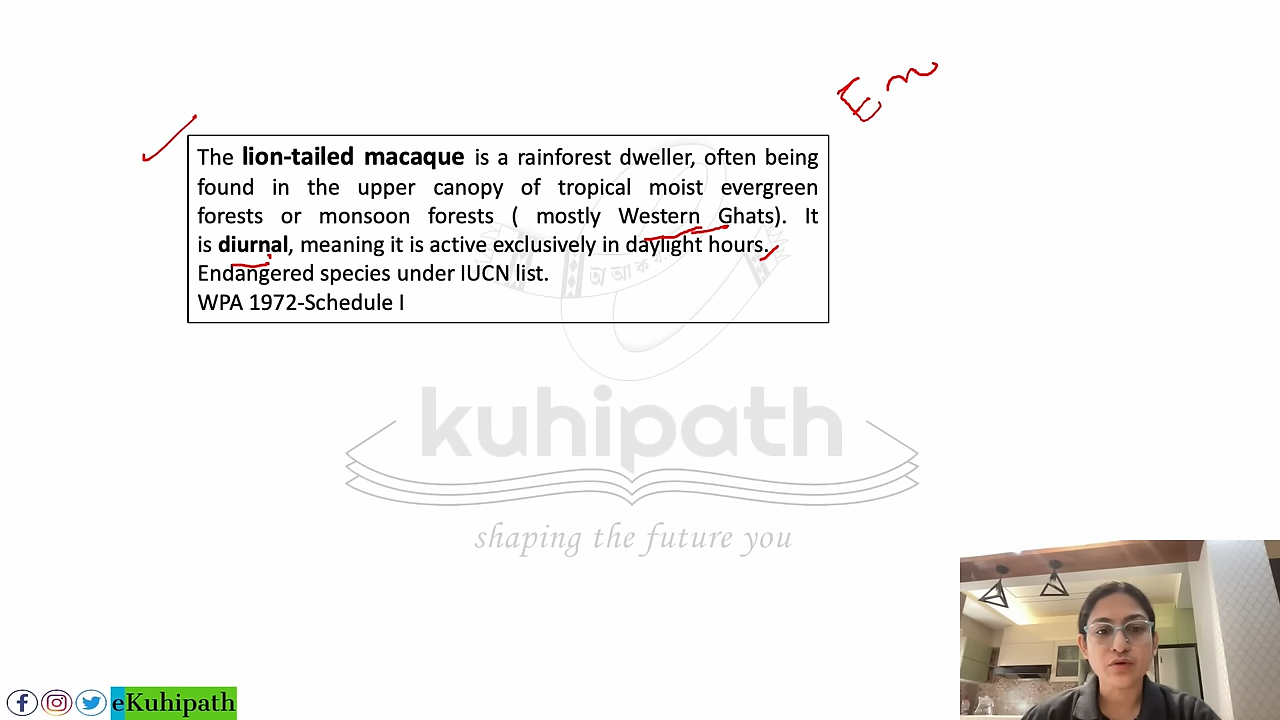 The lion-tailed macaque is a rainforest dweller, often being
found in the upper canopy of tropical moist evergreen
forests or monsoon forests ( mostly Western Ghats). It
is diurnal, meaning it is active exclusively in daylight hours.
Endangered species under IUCN list.
WPA 1972-Schedule I
kuhipath
shaping the future you
eKuhipath